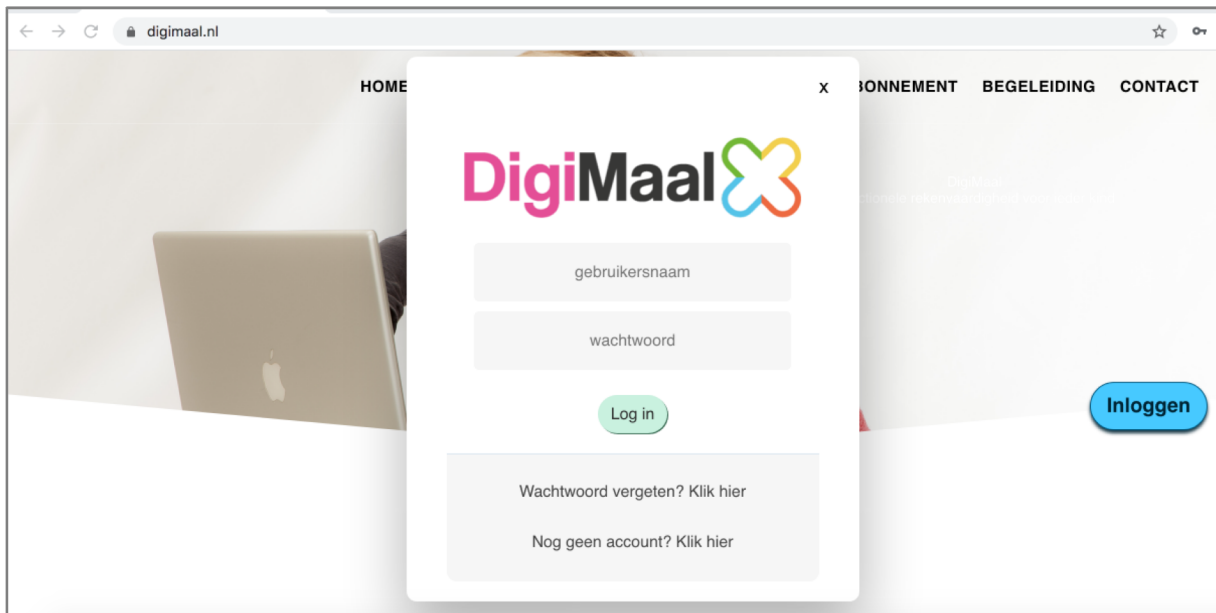 digimaal.nl
HOME
BONNEMENT BEGELEIDING CONTACT
x
DigiMaal
DigiMaal
gebruikersnaam
wachtwoord
Log in
Inloggen
Wachtwoord vergeten? Klik hier
Nog geen account? Klik hier